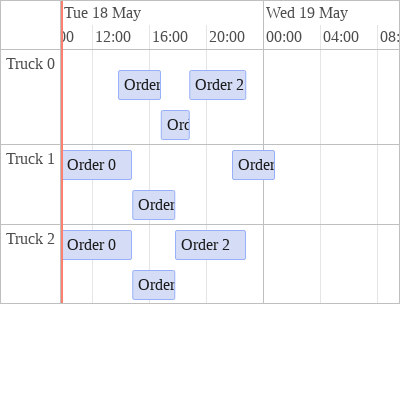 Tue 18 May Wed 19 May
00 12:00 16:00 20:00 00:00 04:00 08:
Truck 0
Order Order 2
Ord
Truck 1
Order 0 Order
Order
Truck 2
Order 0 Order 2
Order